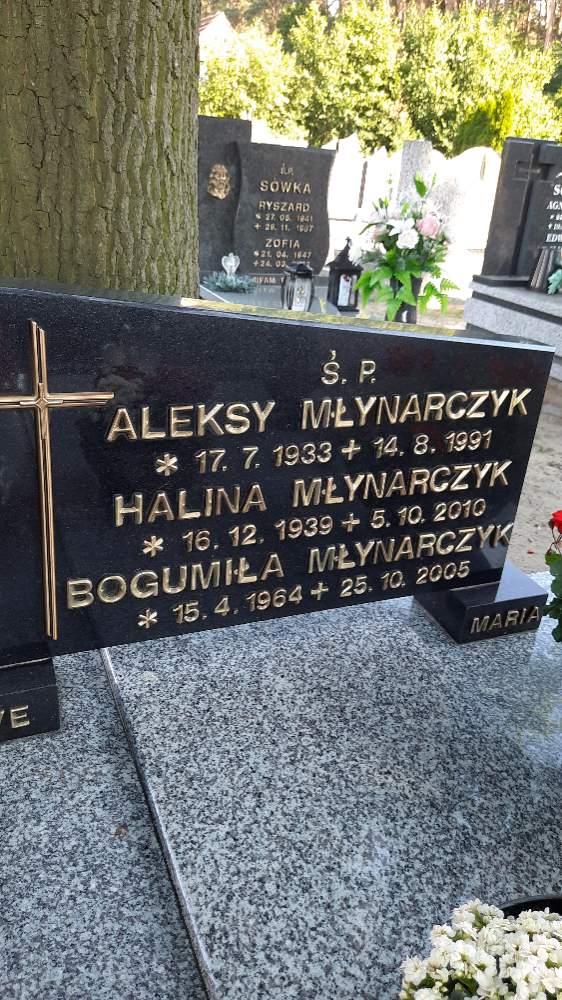 Ś.P.
SÓWKA
RYSZARD
ZOFIA
Ś. P.
ALEKSY MŁYNARCZYK
* 17. 7. 1933 + 14. 8. 1991
HALINA MŁYNARCZYK
* 16. 12. 1939 + 5. 10. 2010
BOGUMIŁA MŁYNARCZYK
* 15. 4. 1964 + 25. 10. 2005
MARIA